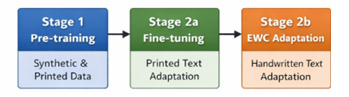 Stage 1
Pre-training
Synthetic &
Printed Data
Stage 2a
Fine-tuning
Printed Text
Adaptation
Stage 2b
EWC Adaptation
Handwritten Text
Adaptation